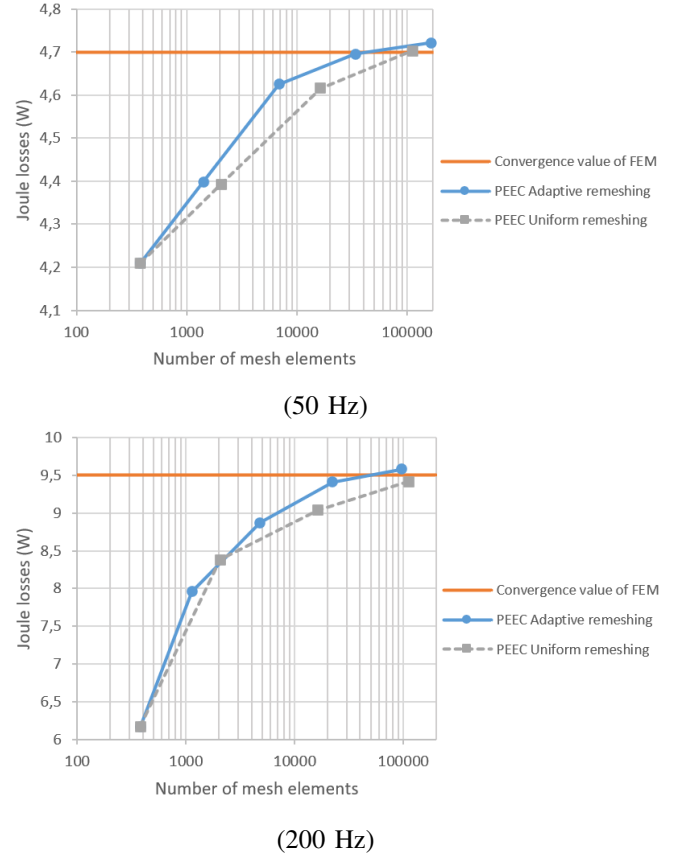 4,8
4,7
4,6
4,5
4,4
4,3
4,2
4,1
Joule losses (W)
100 1000 10000 100000
Number of mesh elements
Convergence value of FEM
PEEC Adaptive remeshing
PEEC Uniform remeshing
(50 Hz)
10
9,5
9
8,5
8
7,5
7
6,5
6
Joule losses (W)
100 1000 10000 100000
Number of mesh elements
Convergence value of FEM
PEEC Adaptive remeshing
PEEC Uniform remeshing
(200 Hz)